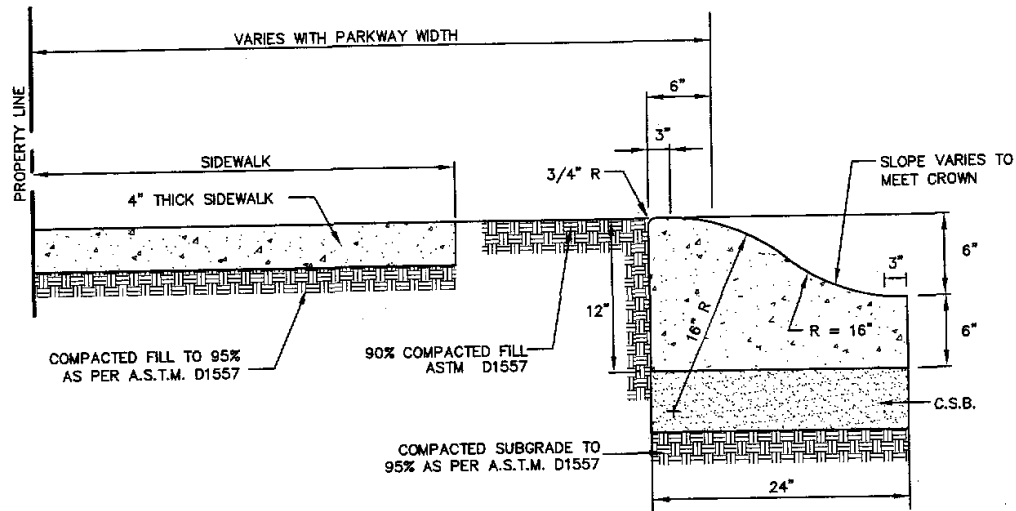 VARIES WITH PARKWAY WIDTH
PROPERTY LINE
6"
3"
SIDEWALK
3/4" R
SLOPE VARIES TO
MEET CROWN
4" THICK SIDEWALK
6"
3"
12"
16" R
R = 16"
6"
COMPACTED FILL TO 95%
AS PER A.S.T.M. D1557
90% COMPACTED FILL
ASTM D1557
C.S.B.
COMPACTED SUBGRADE TO
95% AS PER A.S.T.M. D1557
24"